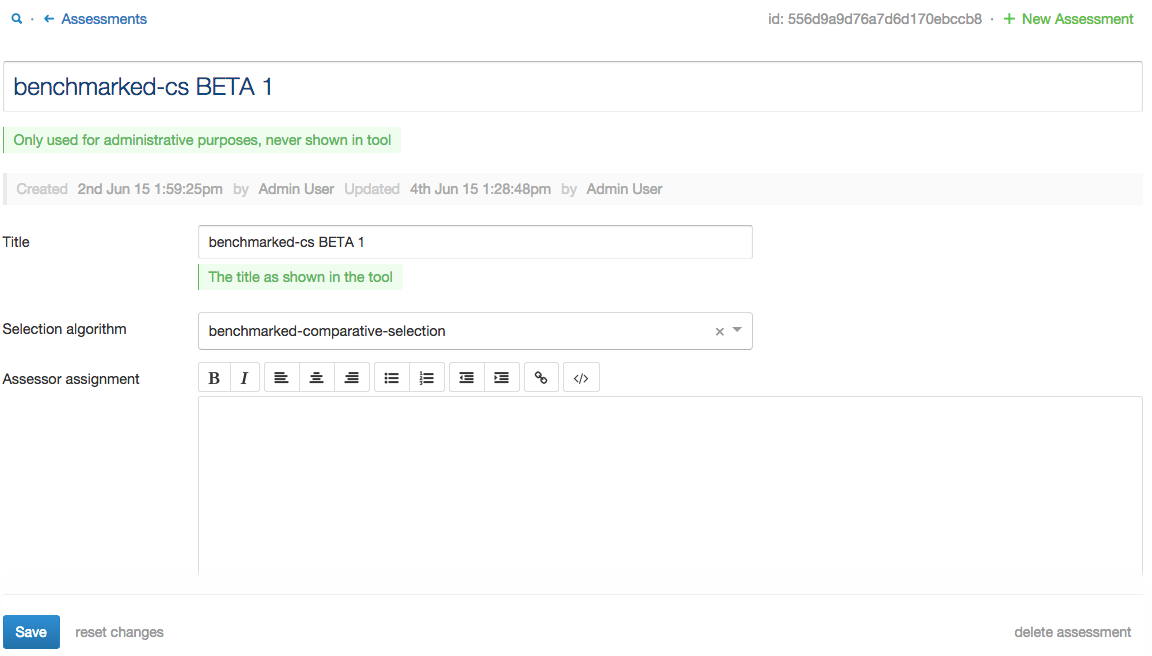 · ← Assessments id: 556d9a9d76a7d6d170ebccb8 · + New Assessment
benchmarked-cs BETA 1
Only used for administrative purposes, never shown in tool
Created 2nd Jun 15 1:59:25pm by Admin User Updated 4th Jun 15 1:28:48pm by Admin User
Title benchmarked-cs BETA 1
The title as shown in the tool
Selection algorithm benchmarked-comparative-selection ×
Assessor assignment B I </>
Save reset changes delete assessment